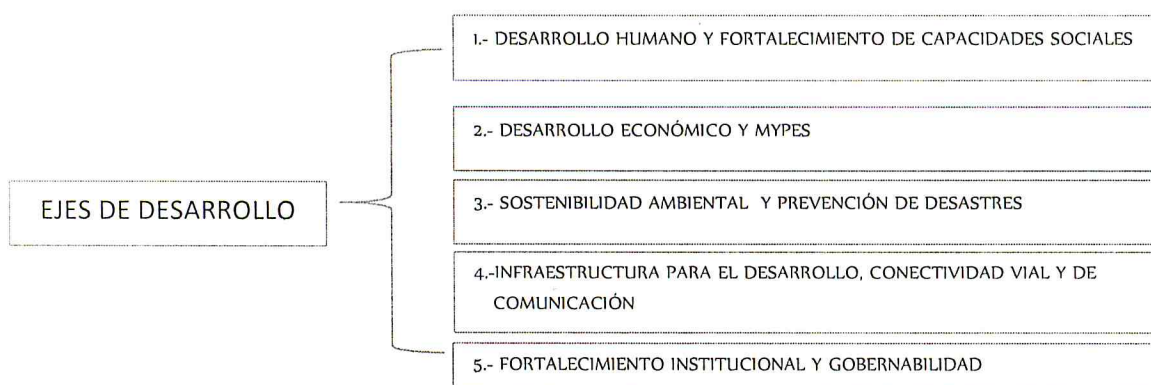 1.- DESARROLLO HUMANO Y FORTALECIMIENTO DE CAPACIDADES SOCIALES
2.- DESARROLLO ECONÓMICO Y MYPES
EJES DE DESARROLLO
3.- SOSTENIBILIDAD AMBIENTAL Y PREVENCIÓN DE DESASTRES
4.-INFRAESTRUCTURA PARA EL DESARROLLO, CONECTIVIDAD VIAL Y DE
COMUNICACIÓN
5.- FORTALECIMIENTO INSTITUCIONAL Y GOBERNABILIDAD